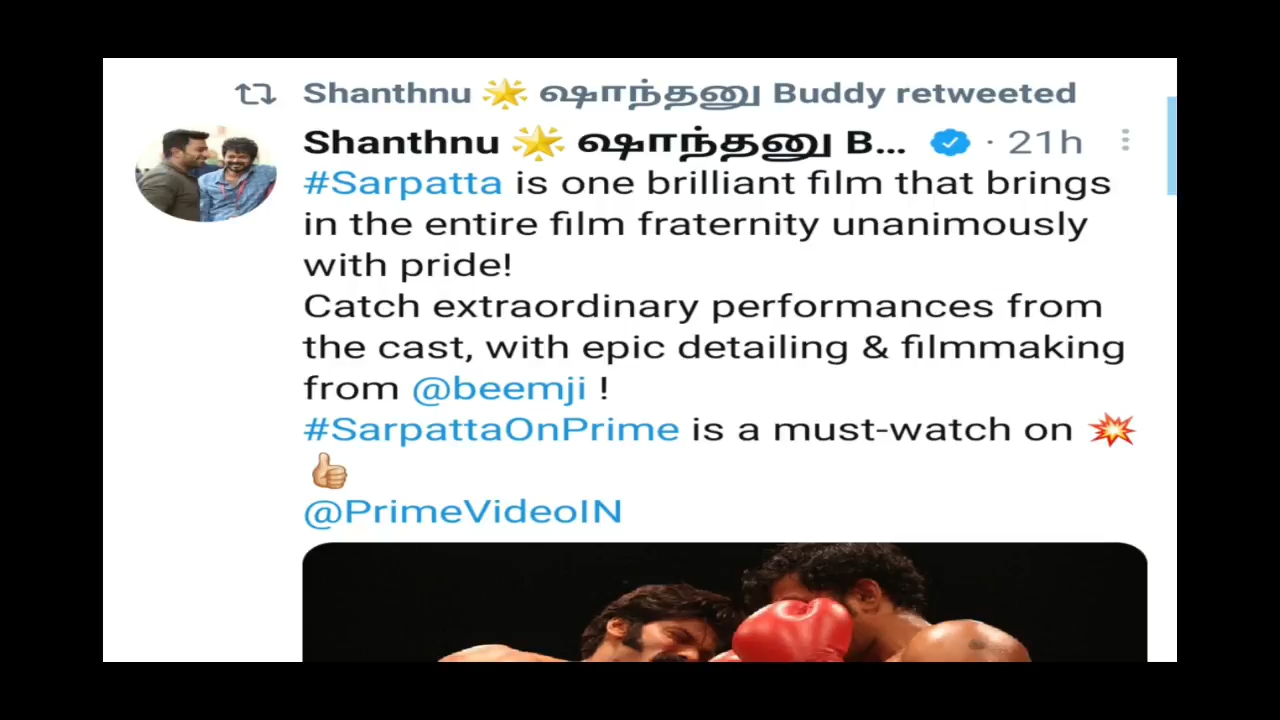 Shanthnu 🌟 ஷாந்தனு Buddy retweeted
Shanthnu 🌟 ஷாந்தனு B... · 21h
#Sarpatta is one brilliant film that brings
in the entire film fraternity unanimously
with pride!
Catch extraordinary performances from
the cast, with epic detailing & filmmaking
from @beemji !
#SarpattaOnPrime is a must-watch on 💥
👍🏼
@PrimeVideoIN